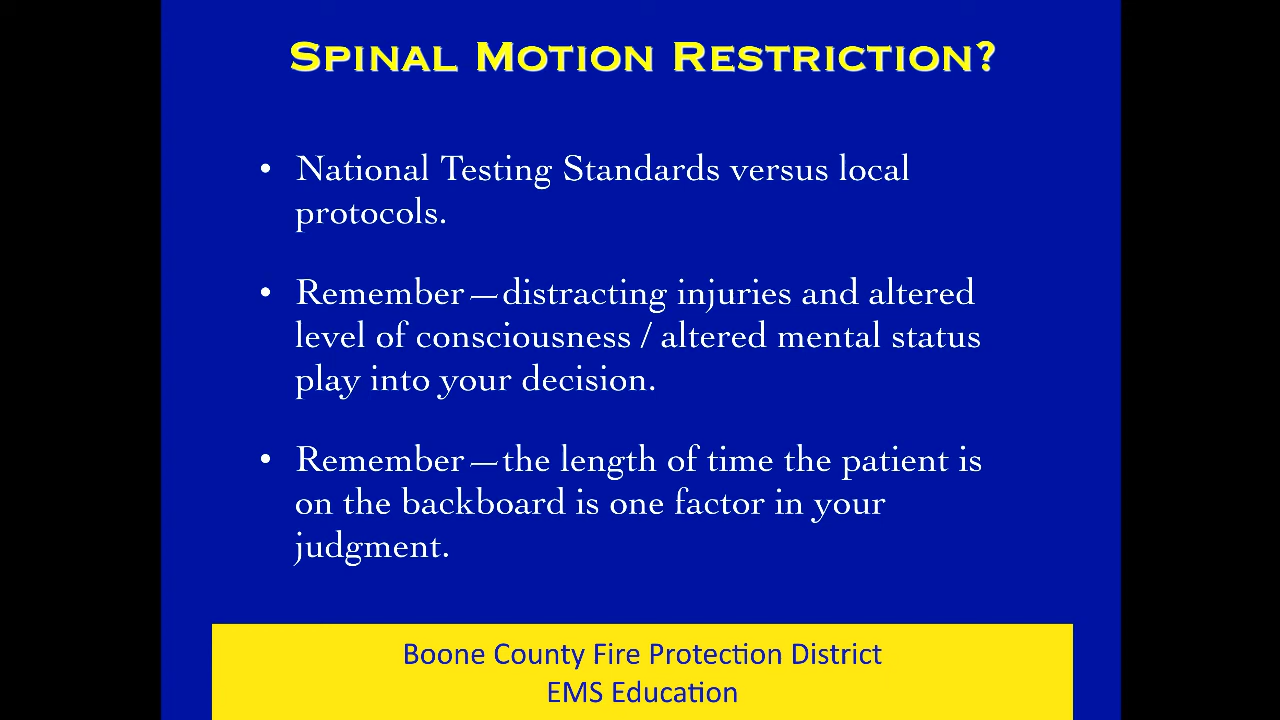 SPINAL MOTION RESTRICTION?
• National Testing Standards versus local
protocols.
• Remember—distracting injuries and altered
level of consciousness / altered mental status
play into your decision.
• Remember—the length of time the patient is
on the backboard is one factor in your
judgment.
Boone County Fire Protection District
EMS Education